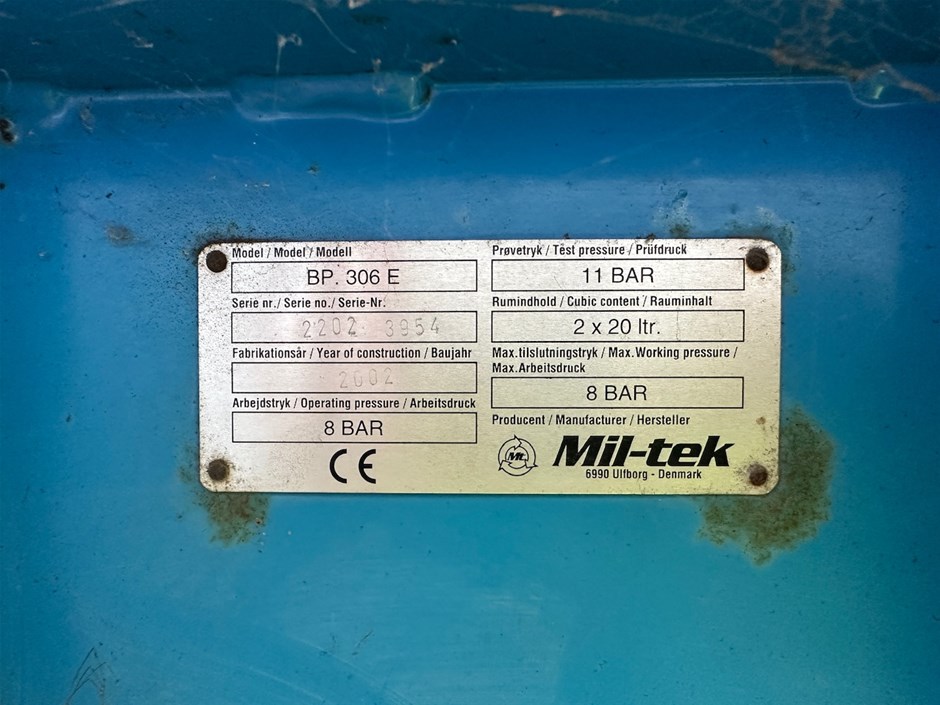 Model / Model / Modell
BP. 306 E
Serie nr./ Serie no./ Serie-Nr.
2202 3954
Fabrikationsår / Year of construction / Baujahr
2002
Arbejdstryk / Operating pressure / Arbeitsdruck
8 BAR
CE
Prøvetryk / Test pressure / Prüfdruck
11 BAR
Rumindhold / Cubic content / Rauminhalt
2 x 20 ltr.
Max.tilslutningstryk / Max.Working pressure /
Max.Arbeitsdruck
8 BAR
Producent / Manufacturer / Hersteller
Mt. Mil-tek
6990 Ulfborg - Denmark